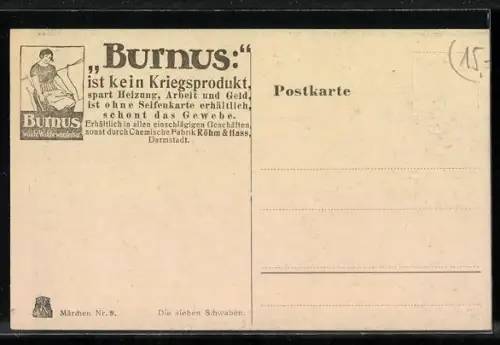 „Burnus:“
ist kein Kriegsprodukt,
spart Heizung, Arbeit und Geld,
ist ohne Seifenkarte erhältlich,
schont das Gewebe.
Erhältlich in allen einschlägigen Geschäften,
sonst durch Chemische Fabrik Röhm & Hass,
Darmstadt.
Burnus
Postkarte
15.-
Märchen Nr. 8.
Die sieben Schwaben.